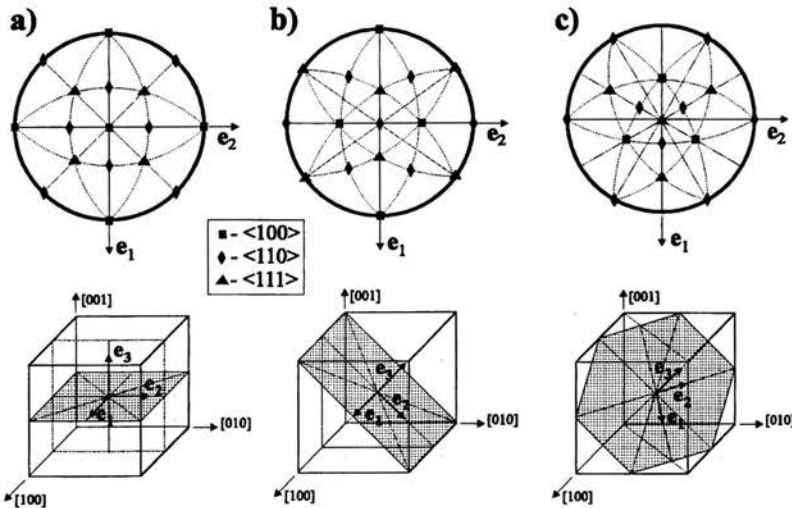 a)
e2
e1
b)
e2
e1
c)
e2
e1
- <100>
- <110>
- <111>
[001]
e3
e2
e1
[010]
[100]
[001]
e3
e2
e1
[010]
[100]
[001]
e3
e2
e1
[010]
[100]